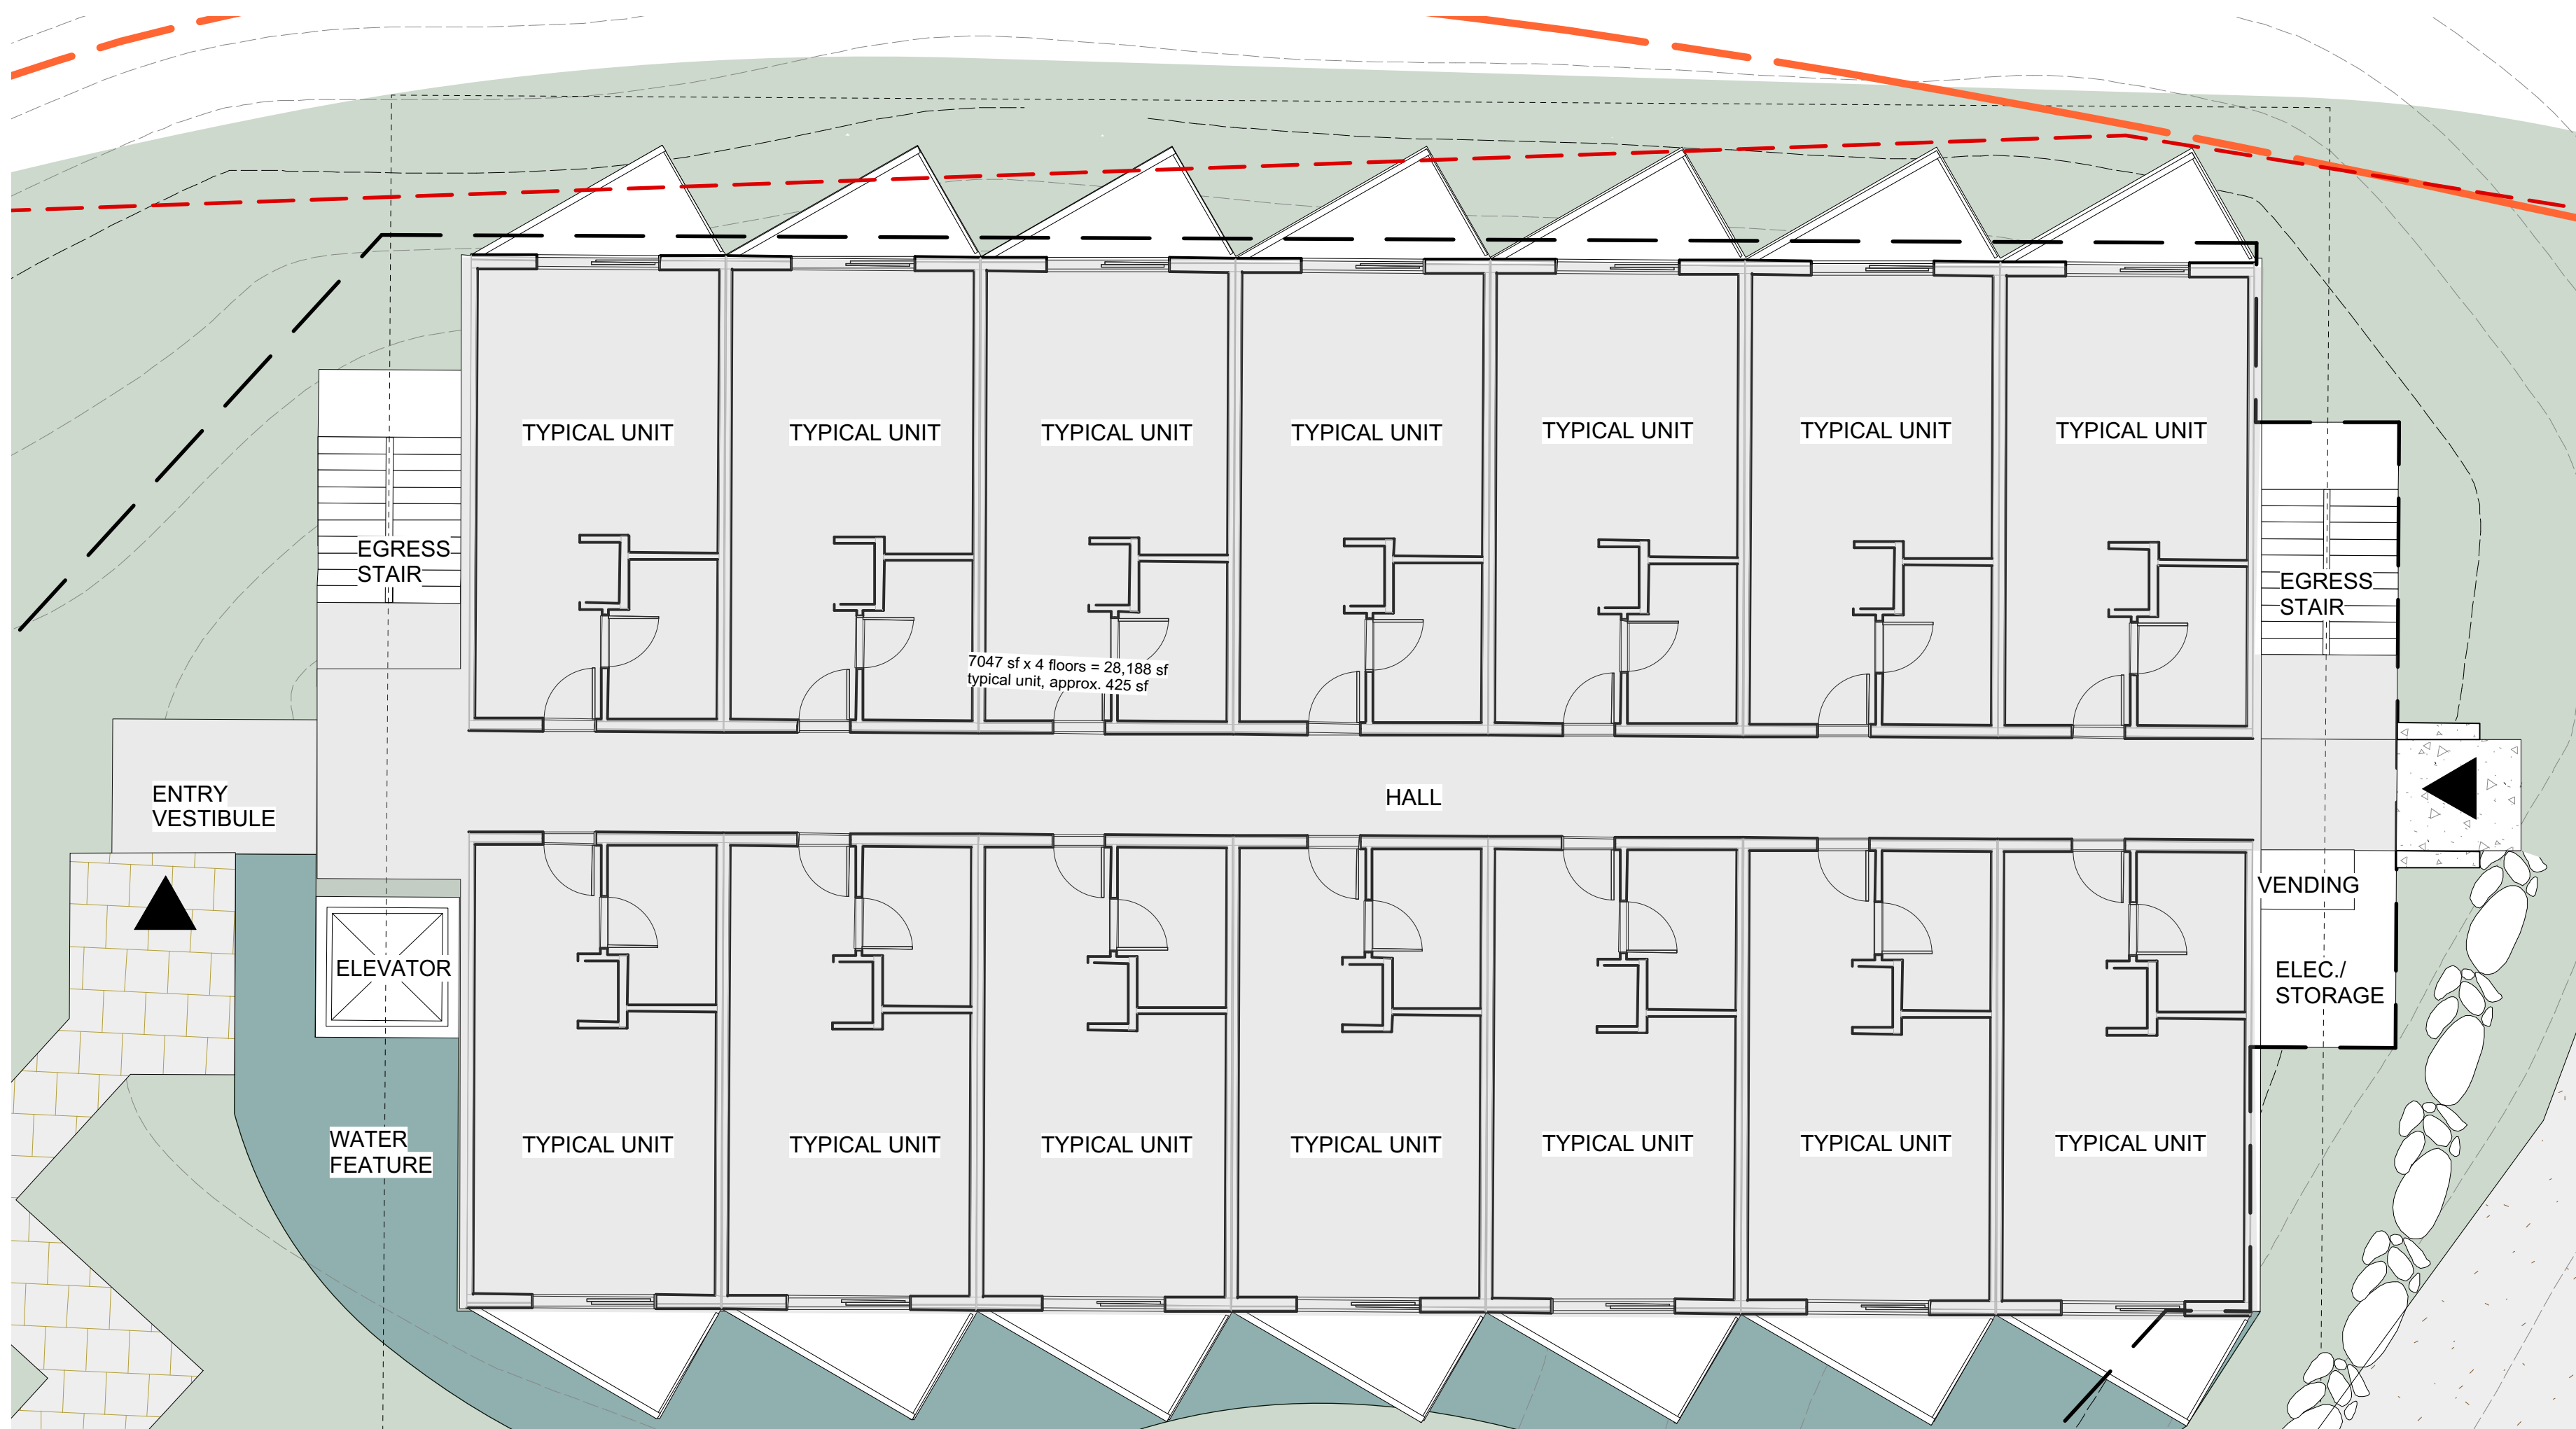 TYPICAL UNIT
TYPICAL UNIT
TYPICAL UNIT
TYPICAL UNIT
TYPICAL UNIT
TYPICAL UNIT
TYPICAL UNIT
EGRESS
STAIR
EGRESS
STAIR
7047 sf x 4 floors = 28,188 sf
typical unit, approx. 425 sf
ENTRY
VESTIBULE
HALL
VENDING
ELEVATOR
ELEC./
STORAGE
WATER
FEATURE
TYPICAL UNIT
TYPICAL UNIT
TYPICAL UNIT
TYPICAL UNIT
TYPICAL UNIT
TYPICAL UNIT
TYPICAL UNIT